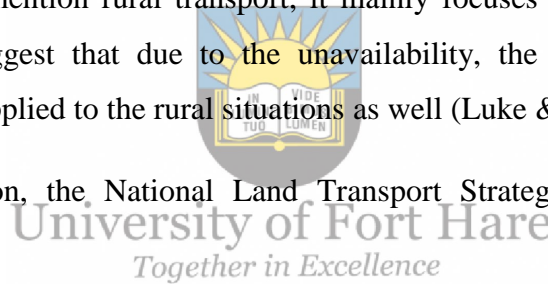 mention rural transport, it mainly focuses
ggest that due to the unavailability, the
pplied to the rural situations as well (Luke &
IN VIDE
TUO LUMEN
on, the National Land Transport Strateg
University of Fort Hare
Together in Excellence